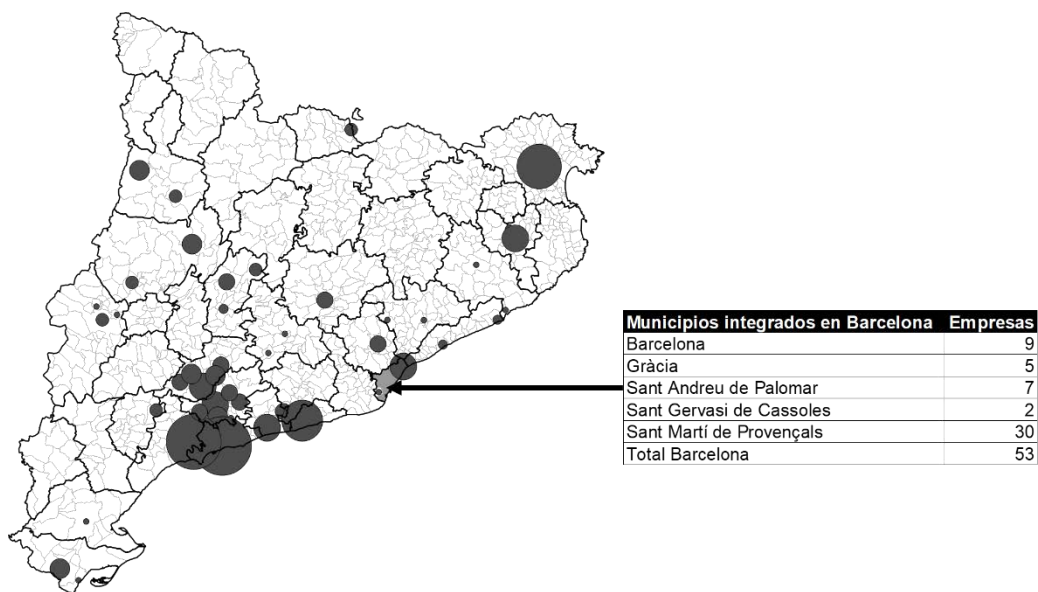 Municipios integrados en Barcelona Empresas
Barcelona 9
Gràcia 5
Sant Andreu de Palomar 7
Sant Gervasi de Cassoles 2
Sant Martí de Provençals 30
Total Barcelona 53